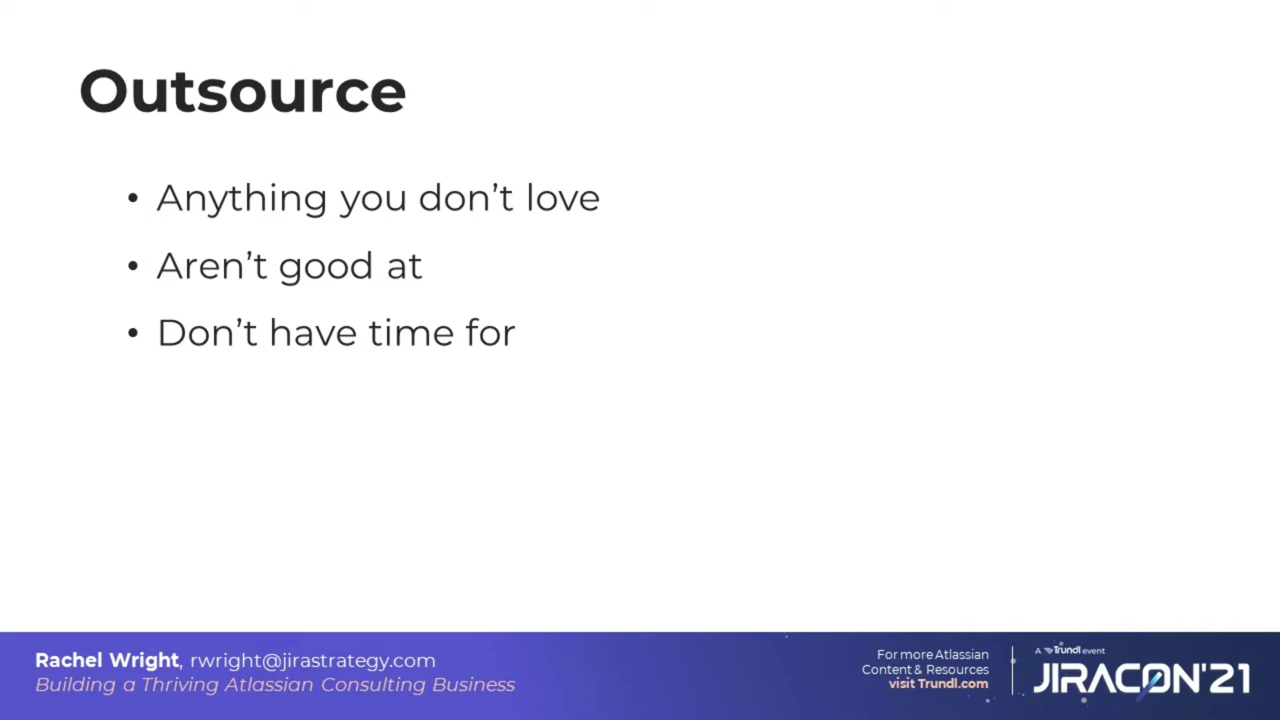 Outsource
• Anything you don’t love
• Aren’t good at
• Don’t have time for
Rachel Wright, rwright@jirastrategy.com
Building a Thriving Atlassian Consulting Business
For more Atlassian
Content & Resources
visit Trundl.com
A Trundl event
JIRACON'21